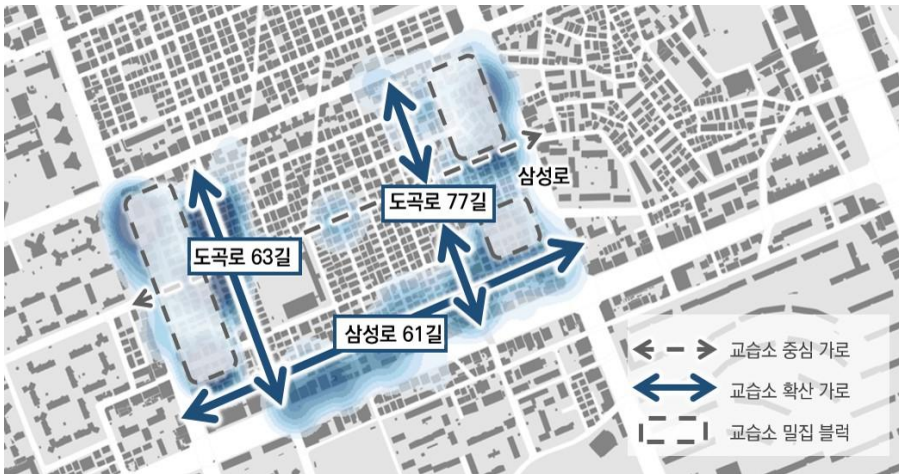 삼성로
도곡로 77길
도곡로 63길
삼성로 61길
교습소 중심 가로
교습소 확산 가로
교습소 밀집 블럭